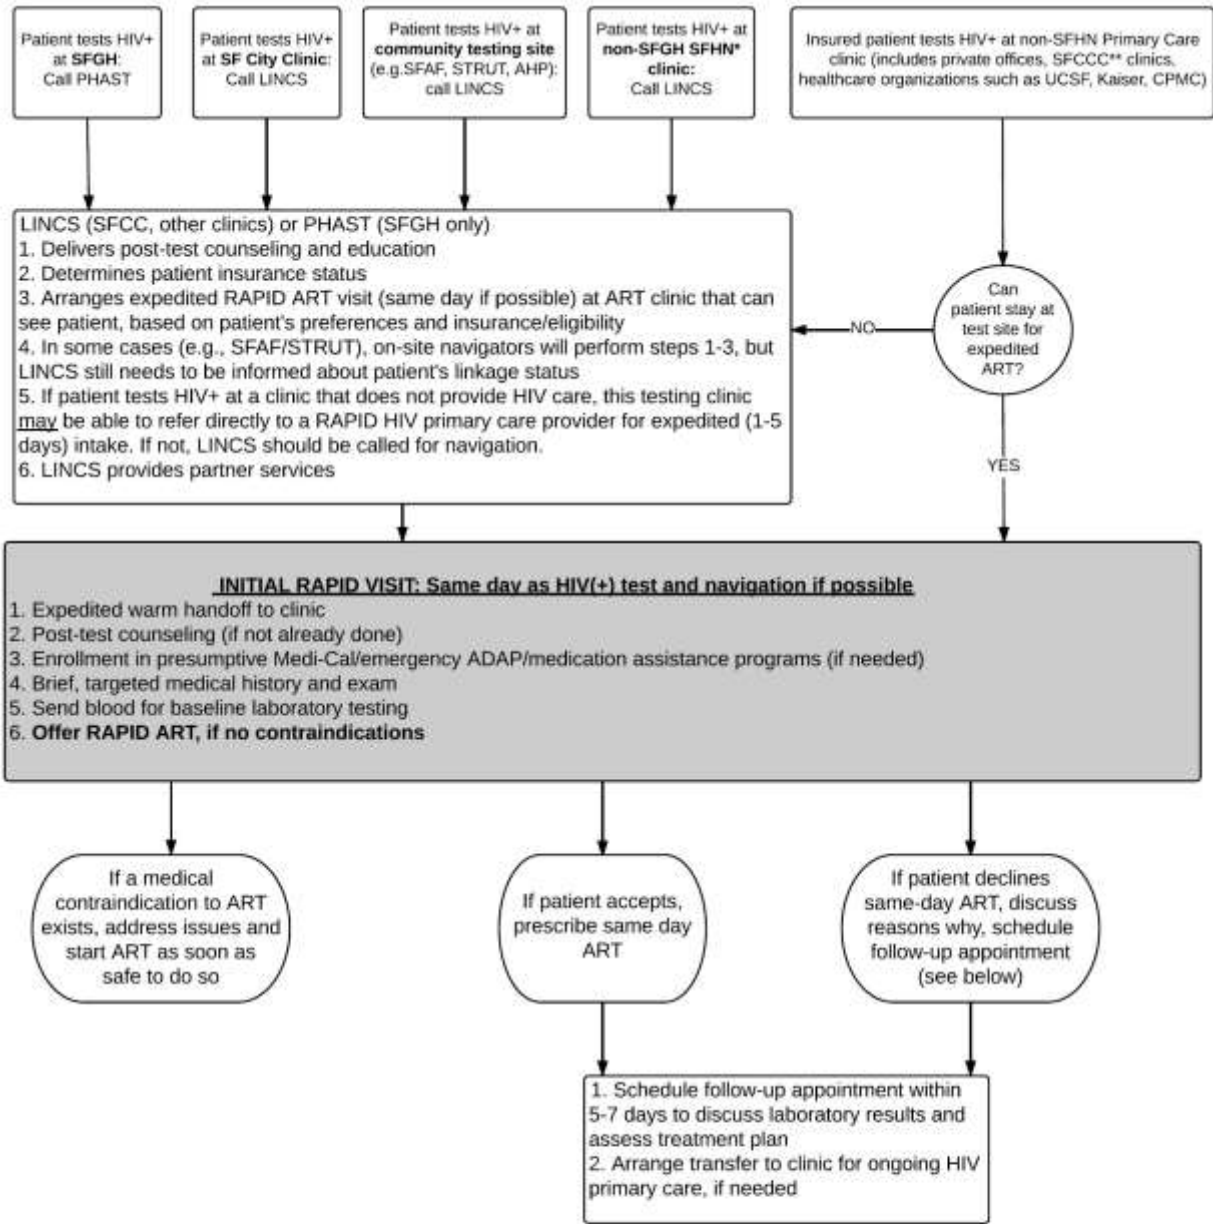 Patient tests HIV+
at SFGH:
Call PHAST
Patient tests HIV+
at SF City Clinic:
Call LINCS
Patient tests HIV+ at
community testing site
(e.g.SFAF, STRUT, AHP):
call LINCS
Patient tests HIV+ at
non-SFGH SFHN*
clinic:
Call LINCS
Insured patient tests HIV+ at non-SFHN Primary Care
clinic (includes private offices, SFCCC** clinics,
healthcare organizations such as UCSF, Kaiser, CPMC)
LINCS (SFCC, other clinics) or PHAST (SFGH only)
1. Delivers post-test counseling and education
2. Determines patient insurance status
3. Arranges expedited RAPID ART visit (same day if possible) at ART clinic that can
see patient, based on patient's preferences and insurance/eligibility
4. In some cases (e.g., SFAF/STRUT), on-site navigators will perform steps 1-3, but
LINCS still needs to be informed about patient's linkage status
5. If patient tests HIV+ at a clinic that does not provide HIV care, this testing clinic
may be able to refer directly to a RAPID HIV primary care provider for expedited (1-5
days) intake. If not, LINCS should be called for navigation.
6. LINCS provides partner services
Can
patient stay at
test site for
expedited
ART?
NO
YES
INITIAL RAPID VISIT: Same day as HIV(+) test and navigation if possible
1. Expedited warm handoff to clinic
2. Post-test counseling (if not already done)
3. Enrollment in presumptive Medi-Cal/emergency ADAP/medication assistance programs (if needed)
4. Brief, targeted medical history and exam
5. Send blood for baseline laboratory testing
6. Offer RAPID ART, if no contraindications
If a medical
contraindication to ART
exists, address issues and
start ART as soon as
safe to do so
If patient accepts,
prescribe same day
ART
If patient declines
same-day ART, discuss
reasons why, schedule
follow-up appointment
(see below)
1. Schedule follow-up appointment within
5-7 days to discuss laboratory results and
assess treatment plan
2. Arrange transfer to clinic for ongoing HIV
primary care, if needed